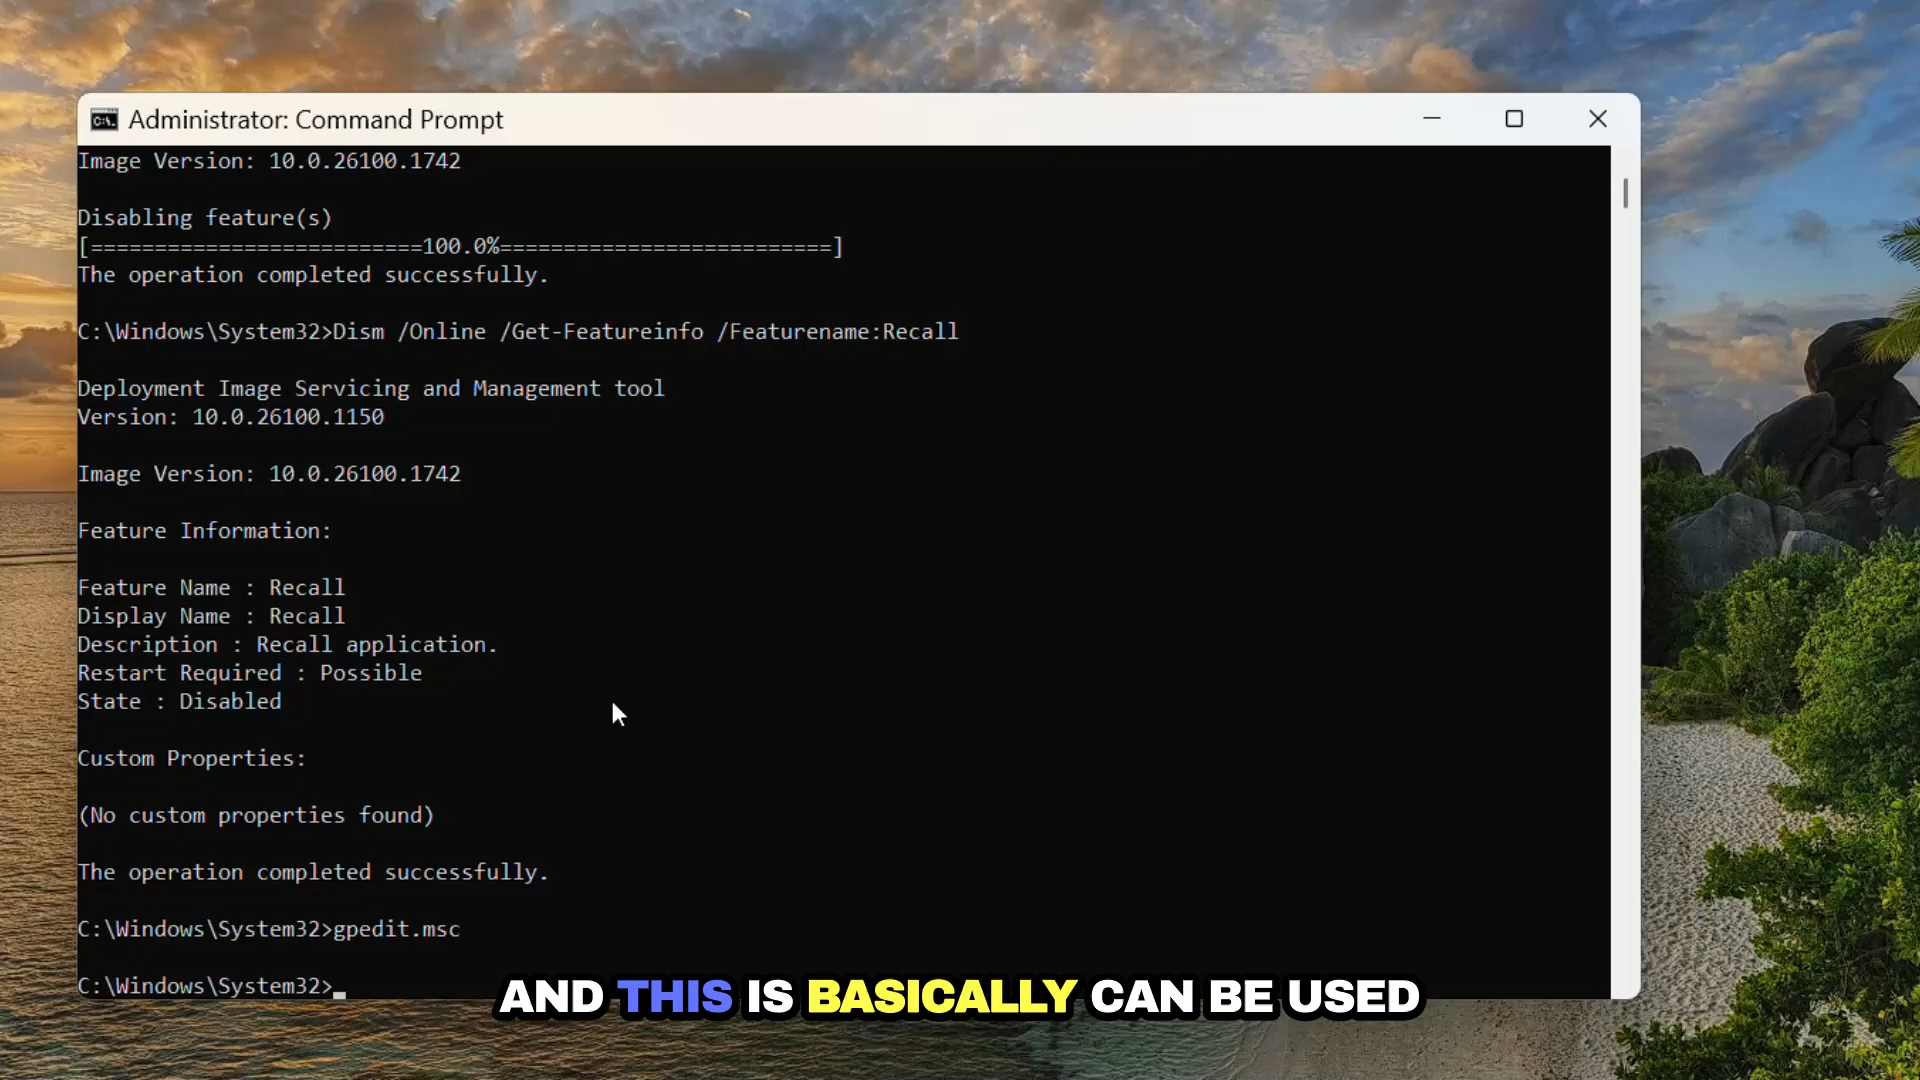 Administrator: Command Prompt
Image Version: 10.0.26100.1742
Disabling feature(s)
[==========================100.0%==========================]
The operation completed successfully.
C:\Windows\System32>Dism /Online /Get-Featureinfo /Featurename:Recall
Deployment Image Servicing and Management tool
Version: 10.0.26100.1150
Image Version: 10.0.26100.1742
Feature Information:
Feature Name : Recall
Display Name : Recall
Description : Recall application.
Restart Required : Possible
State : Disabled
Custom Properties:
(No custom properties found)
The operation completed successfully.
C:\Windows\System32>gpedit.msc
C:\Windows\System32>_
AND THIS IS BASICALLY CAN BE USED